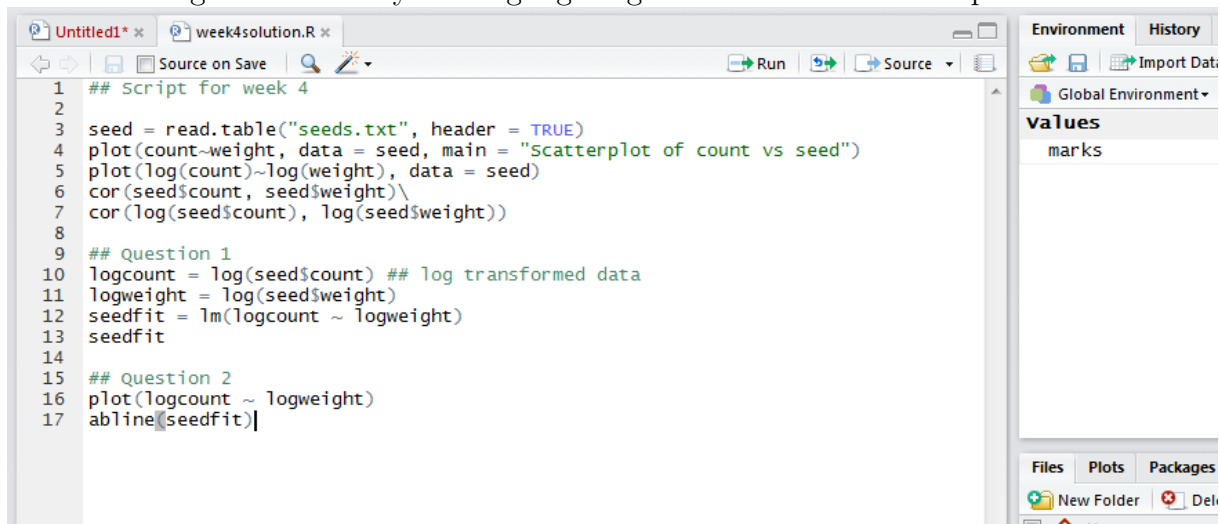 Untitled1* ×
week4solution.R ×
Source on Save
Run
Source
1 ## Script for week 4
2
3 seed = read.table("seeds.txt", header = TRUE)
4 plot(count~weight, data = seed, main = "Scatterplot of count vs seed")
5 plot(log(count)~log(weight), data = seed)
6 cor(seed$count, seed$weight)\
7 cor(log(seed$count), log(seed$weight))
8
9 ## Question 1
10 logcount = log(seed$count) ## log transformed data
11 logweight = log(seed$weight)
12 seedfit = lm(logcount ~ logweight)
13 seedfit
14
15 ## Question 2
16 plot(logcount ~ logweight)
17 abline(seedfit)
Environment History
Import Data
Global Environment
Values
marks
Files Plots Packages
New Folder Dele